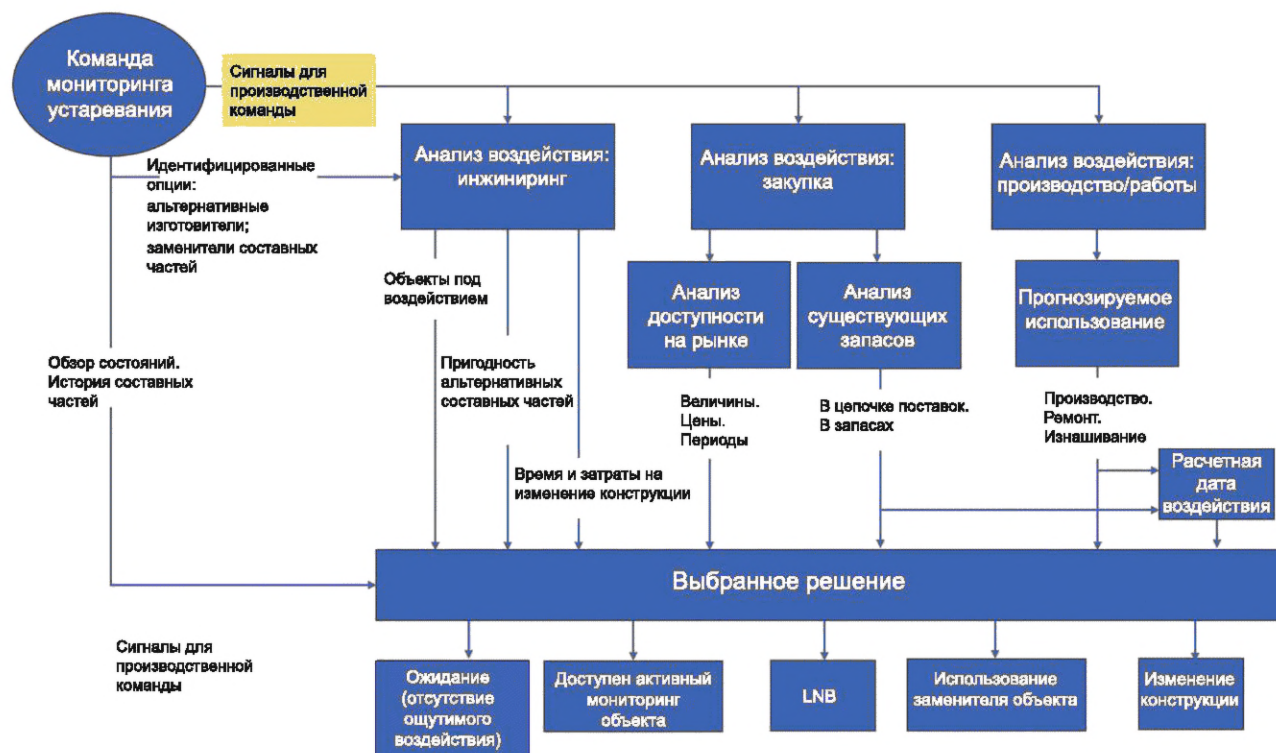 Команда
мониторинга
устаревания
Сигналы для
производственной
команды
Идентифицированные
опции:
альтернативные
изготовители;
заменители составных
частей
Анализ воздействия:
инжиниринг
Анализ воздействия:
закупка
Анализ воздействия:
производство/работы
Объекты под
воздействием
Анализ
доступности
на рынке
Анализ
существующих
запасов
Прогнозируемое
использование
Обзор состояний.
История составных
частей
Пригодность
альтернативных
составных частей
Величины.
Цены.
Периоды
В цепочке поставок.
В запасах
Производство.
Ремонт.
Изнашивание
Время и затраты на
изменение конструкции
Расчетная
дата
воздействия
Выбранное решение
Сигналы для
производственной
команды
Ожидание
(отсутствие
ощутимого
воздействия)
Доступен активный
мониторинг
объекта
LNB
Использование
заменителя объекта
Изменение
конструкции